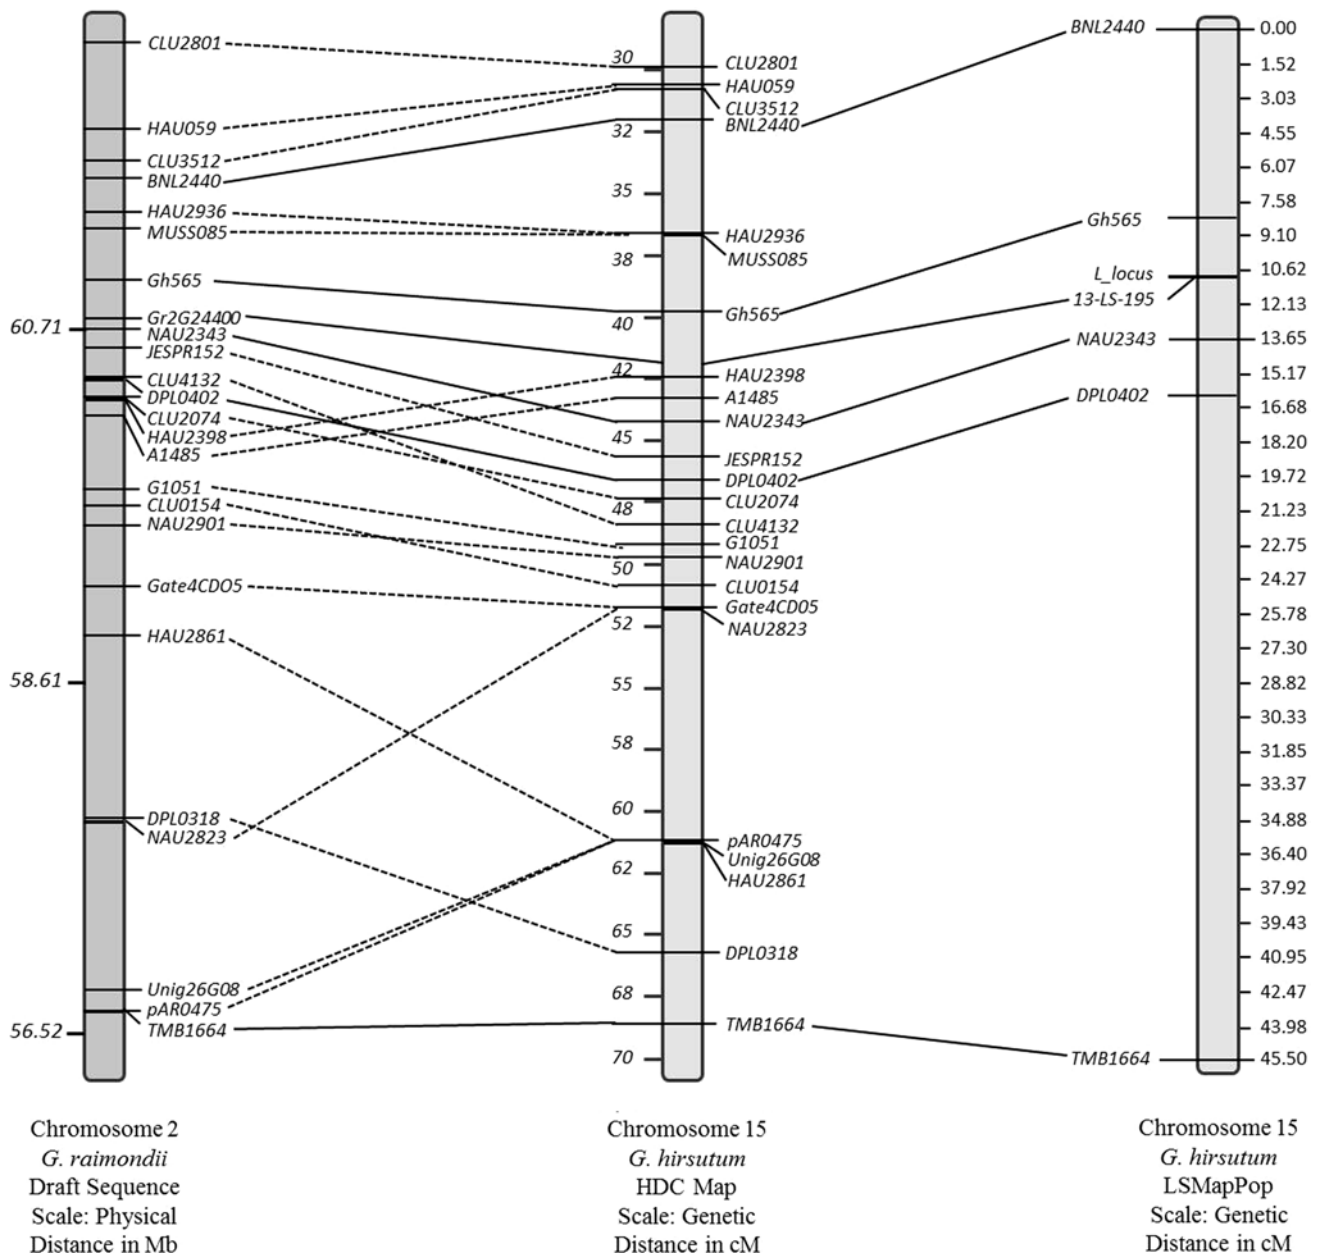 CLU2801
HAU059
CLU3512
BNL2440
HAU2936
MUSS085
Gh565
Gr2G24400
60.71
NAU2343
JESPR152
CLU4132
DPL0402
CLU2074
HAU2398
A1485
G1051
CLU0154
NAU2901
Gate4CDO5
HAU2861
58.61
DPL0318
NAU2823
Unig26G08
pAR0475
TMB1664
56.52
Chromosome 2
G. raimondii
Draft Sequence
Scale: Physical
Distance in Mb
30
32
35
38
40
42
45
48
50
52
55
58
60
62
65
68
70
CLU2801
HAU059
CLU3512
BNL2440
HAU2936
MUSS085
Gh565
HAU2398
A1485
NAU2343
JESPR152
DPL0402
CLU2074
CLU4132
G1051
NAU2901
CLU0154
Gate4CD05
NAU2823
pAR0475
Unig26G08
HAU2861
DPL0318
TMB1664
Chromosome 15
G. hirsutum
HDC Map
Scale: Genetic
Distance in cM
BNL2440
Gh565
L_locus
13-LS-195
NAU2343
DPL0402
TMB1664
0.00
1.52
3.03
4.55
6.07
7.58
9.10
10.62
12.13
13.65
15.17
16.68
18.20
19.72
21.23
22.75
24.27
25.78
27.30
28.82
30.33
31.85
33.37
34.88
36.40
37.92
39.43
40.95
42.47
43.98
45.50
Chromosome 15
G. hirsutum
LSMapPop
Scale: Genetic
Distance in cM